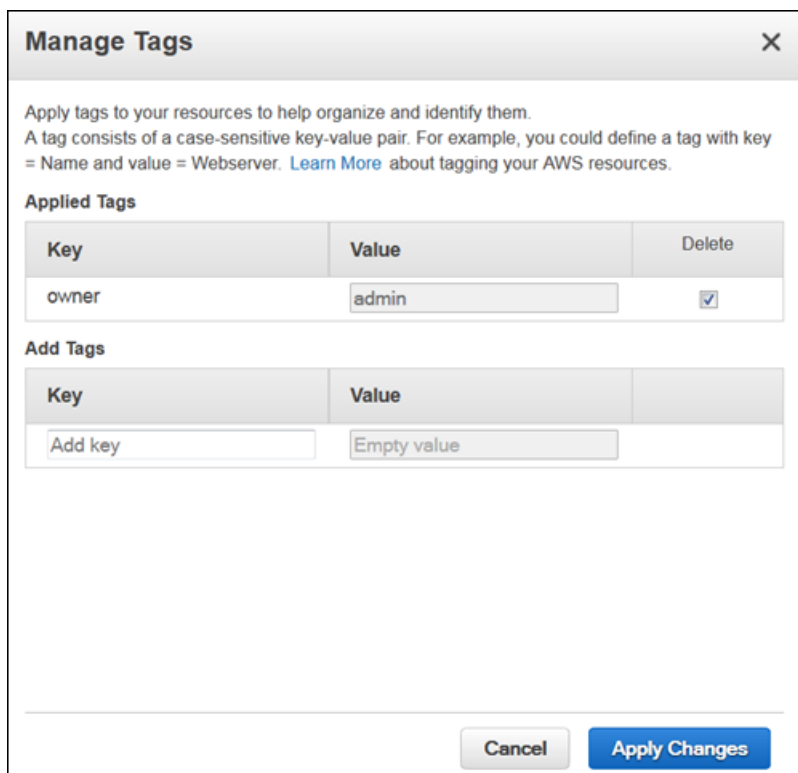 Manage Tags
Apply tags to your resources to help organize and identify them.
A tag consists of a case-sensitive key-value pair. For example, you could define a tag with key
= Name and value = Webserver. Learn More about tagging your AWS resources.
Applied Tags
Key Value Delete
owner admin
Add Tags
Key Value
Add key Empty value
Cancel Apply Changes